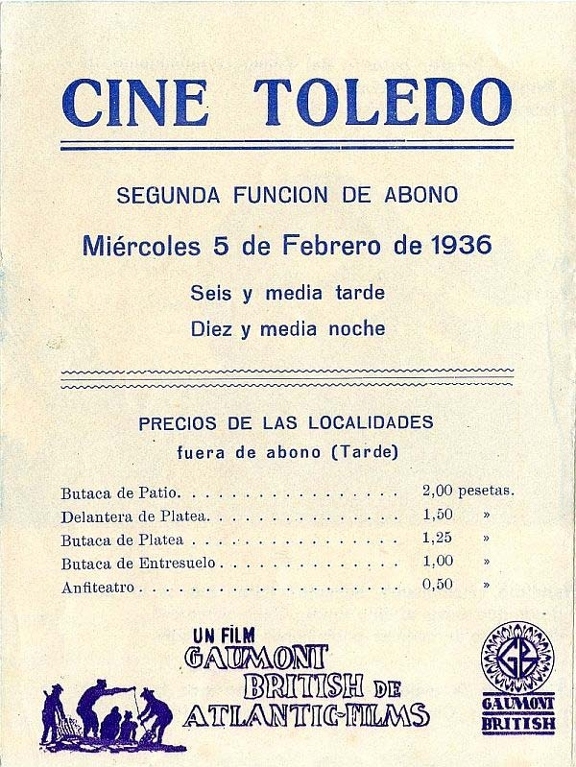 CINE TOLEDO
SEGUNDA FUNCION DE ABONO
Miércoles 5 de Febrero de 1936
Seis y media tarde
Diez y media noche
PRECIOS DE LAS LOCALIDADES
fuera de abono (Tarde)
Butaca de Patio. . . . . . . . . . . . . . . . . 2,00 pesetas.
Delantera de Platea. . . . . . . . . . . . . . . 1,50 »
Butaca de Platea . . . . . . . . . . . . . . . . 1,25 »
Butaca de Entresuelo . . . . . . . . . . . . . . 1,00 »
Anfiteatro . . . . . . . . . . . . . . . . . . . . 0,50 »
UN FILM
GAUMONT
BRITISH DE
ATLANTIC-FILMS
GB
GAUMONT
BRITISH